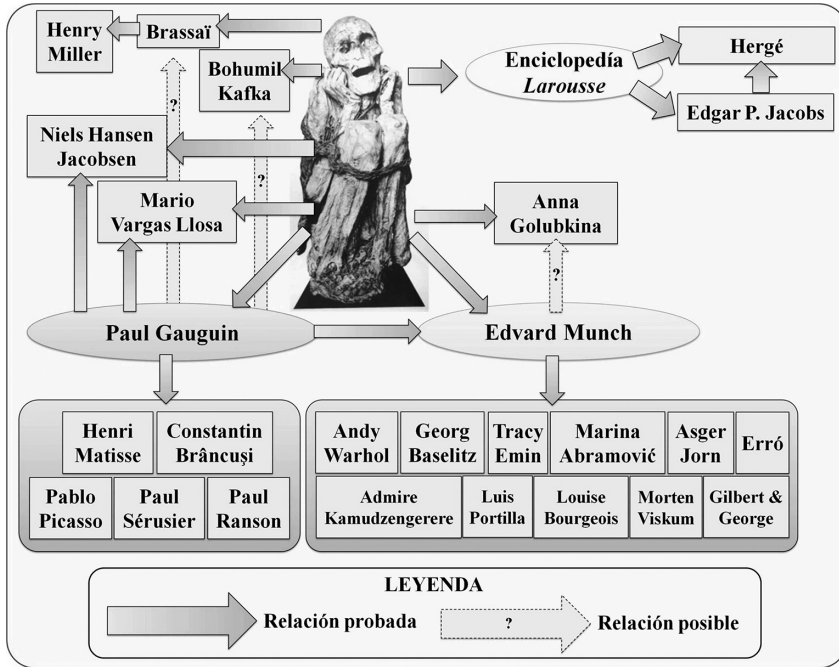 Henry
Miller
Brassaï
Bohumil
Kafka
Enciclopedía
Larousse
Hergé
Edgar P. Jacobs
Niels Hansen
Jacobsen
?
?
Mario
Vargas Llosa
Anna
Golubkina
?
Paul Gauguin
Edvard Munch
Henri
Matisse
Constantin
Brâncuşi
Pablo
Picasso
Paul
Sérusier
Paul
Ranson
Andy
Warhol
Georg
Baselitz
Tracy
Emin
Marina
Abramović
Asger
Jorn
Erró
Admire
Kamudzengerere
Luis
Portilla
Louise
Bourgeois
Morten
Viskum
Gilbert &
George
LEYENDA
Relación probada
?
Relación posible